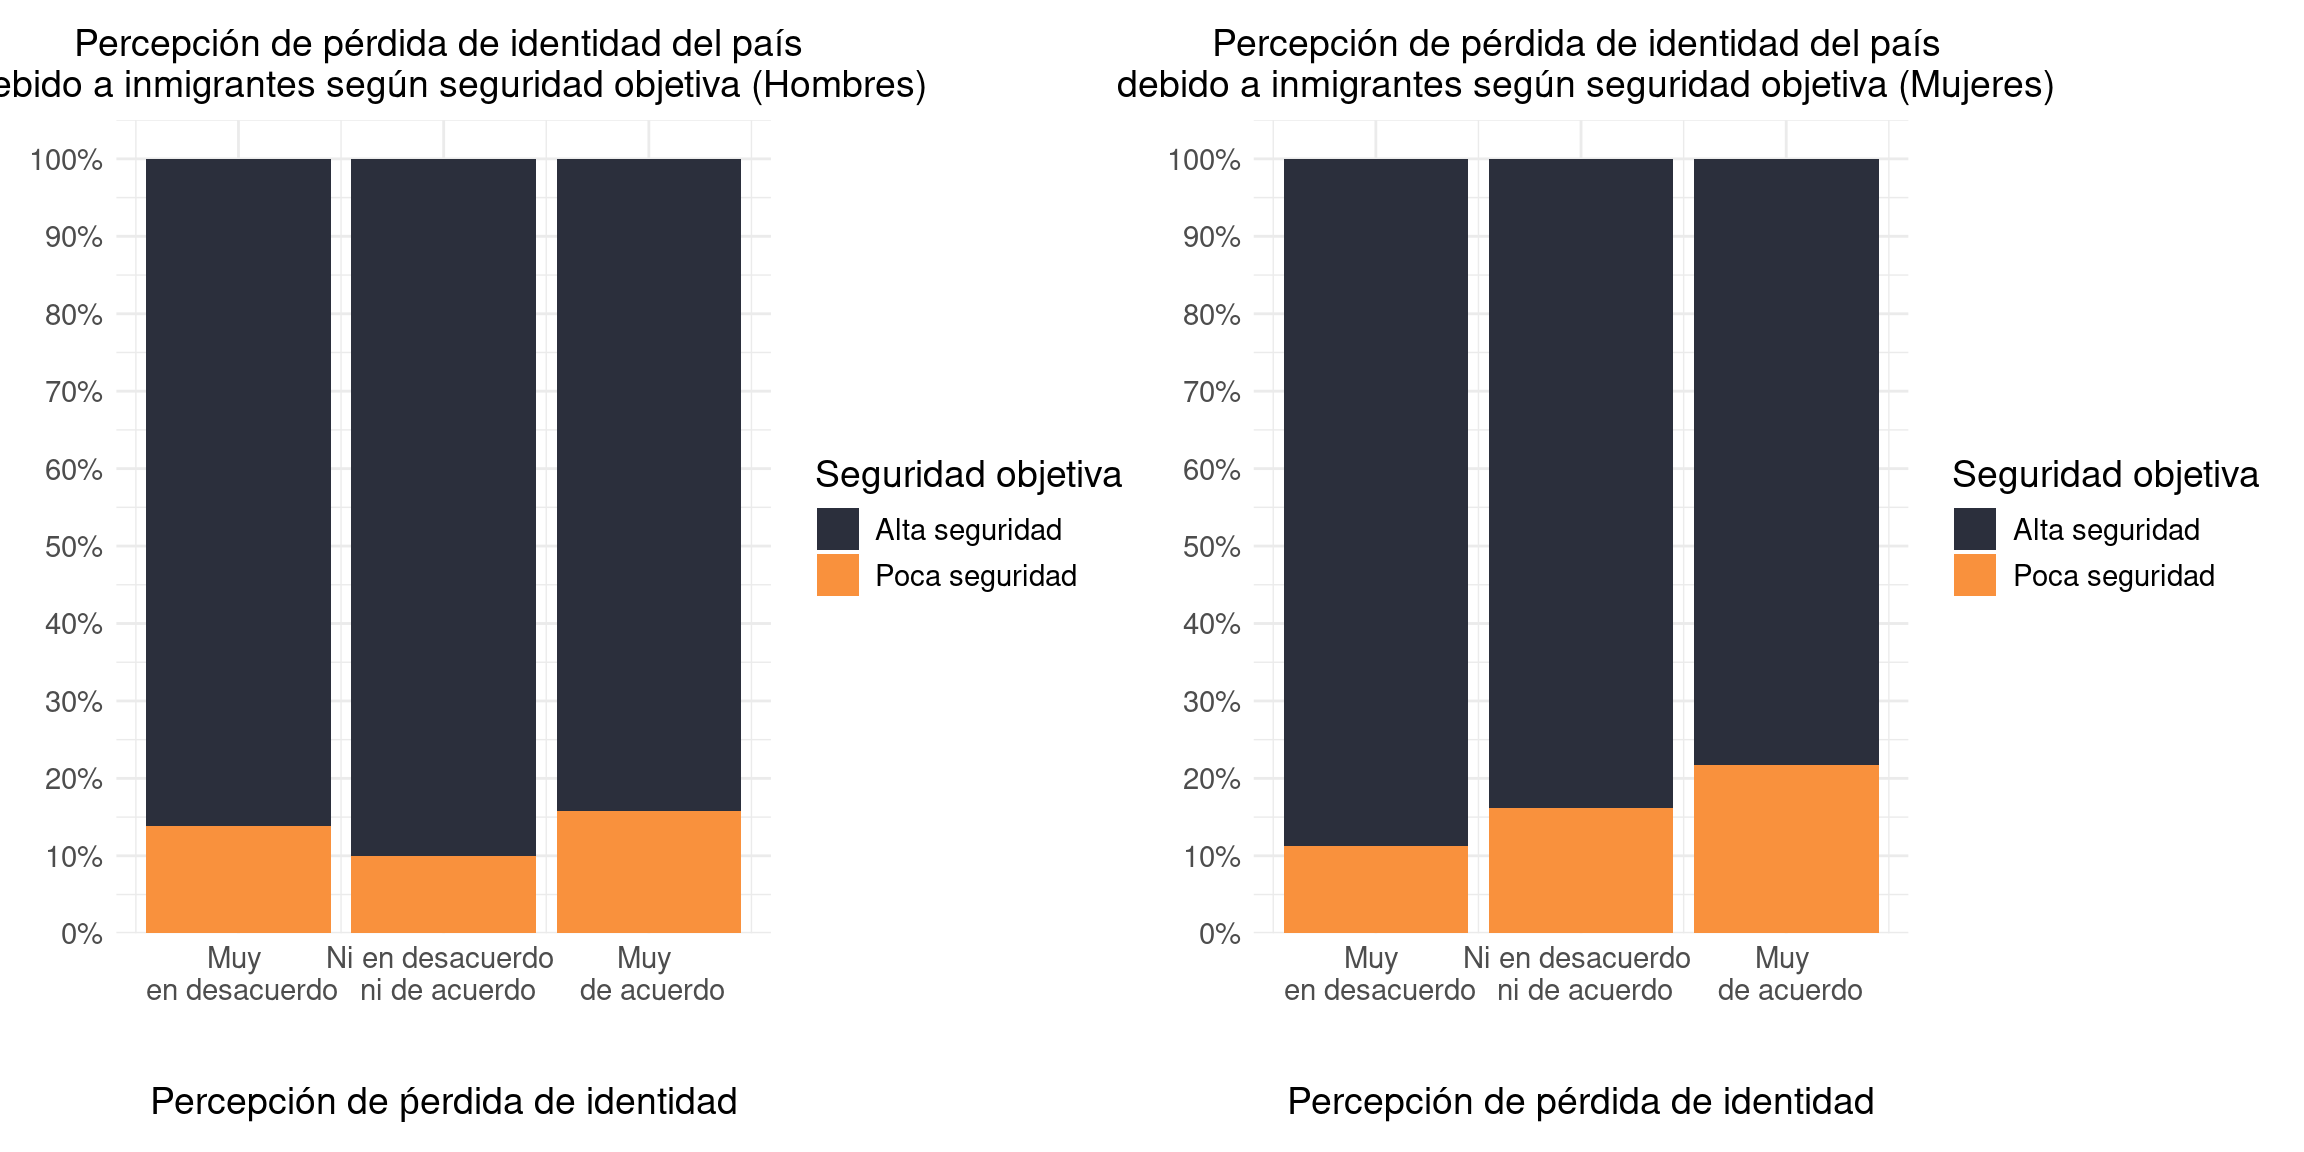 Percepción de pérdida de identidad del país
ebido a inmigrantes según seguridad objetiva (Hombres)
100%
90%
80%
70%
60%
50%
40%
30%
20%
10%
0%
Muy
en desacuerdo
Ni en desacuerdo
ni de acuerdo
Muy
de acuerdo
Percepción de ṕerdida de identidad
Seguridad objetiva
Alta seguridad
Poca seguridad
Percepción de pérdida de identidad del país
debido a inmigrantes según seguridad objetiva (Mujeres)
100%
90%
80%
70%
60%
50%
40%
30%
20%
10%
0%
Muy
en desacuerdo
Ni en desacuerdo
ni de acuerdo
Muy
de acuerdo
Percepción de pérdida de identidad
Seguridad objetiva
Alta seguridad
Poca seguridad